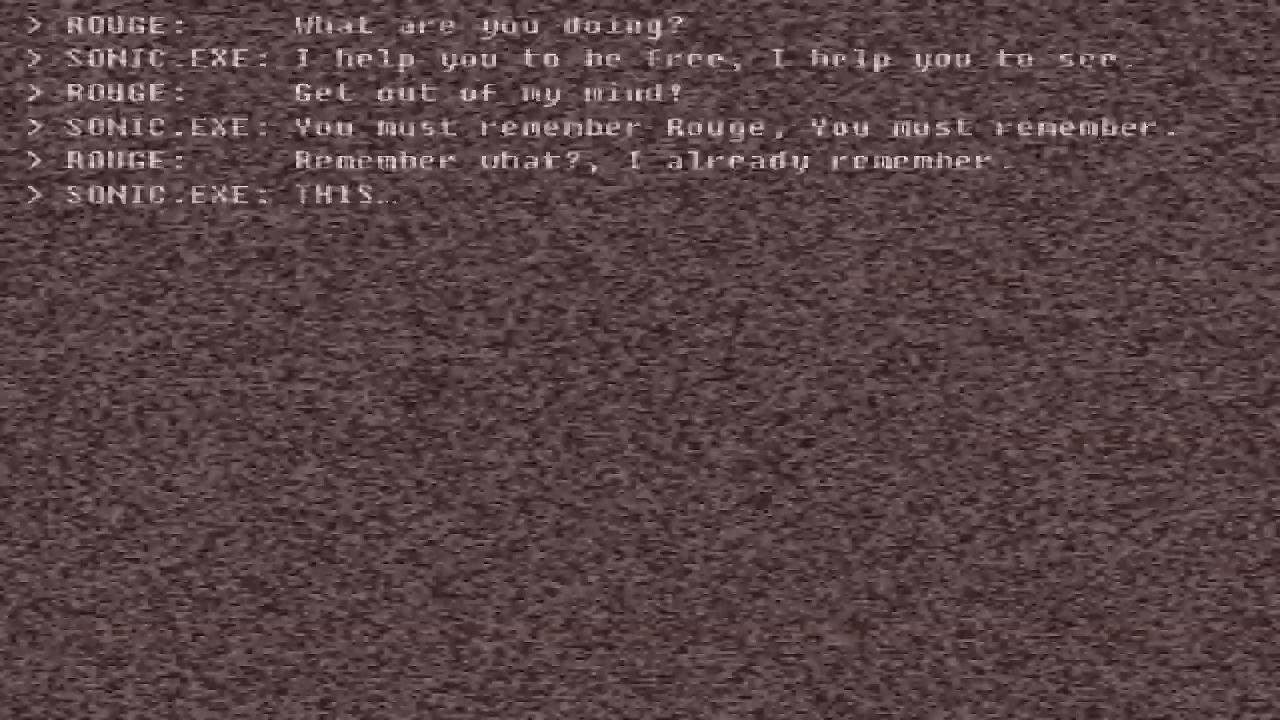 > ROUGE: What are you doing?
> SONIC.EXE: I help you to be free, I help you to see.
> ROUGE: Get out of my mind!
> SONIC.EXE: You must remember Rouge, You must remember.
> ROUGE: Remember what?, I already remember.
> SONIC.EXE: THIS…